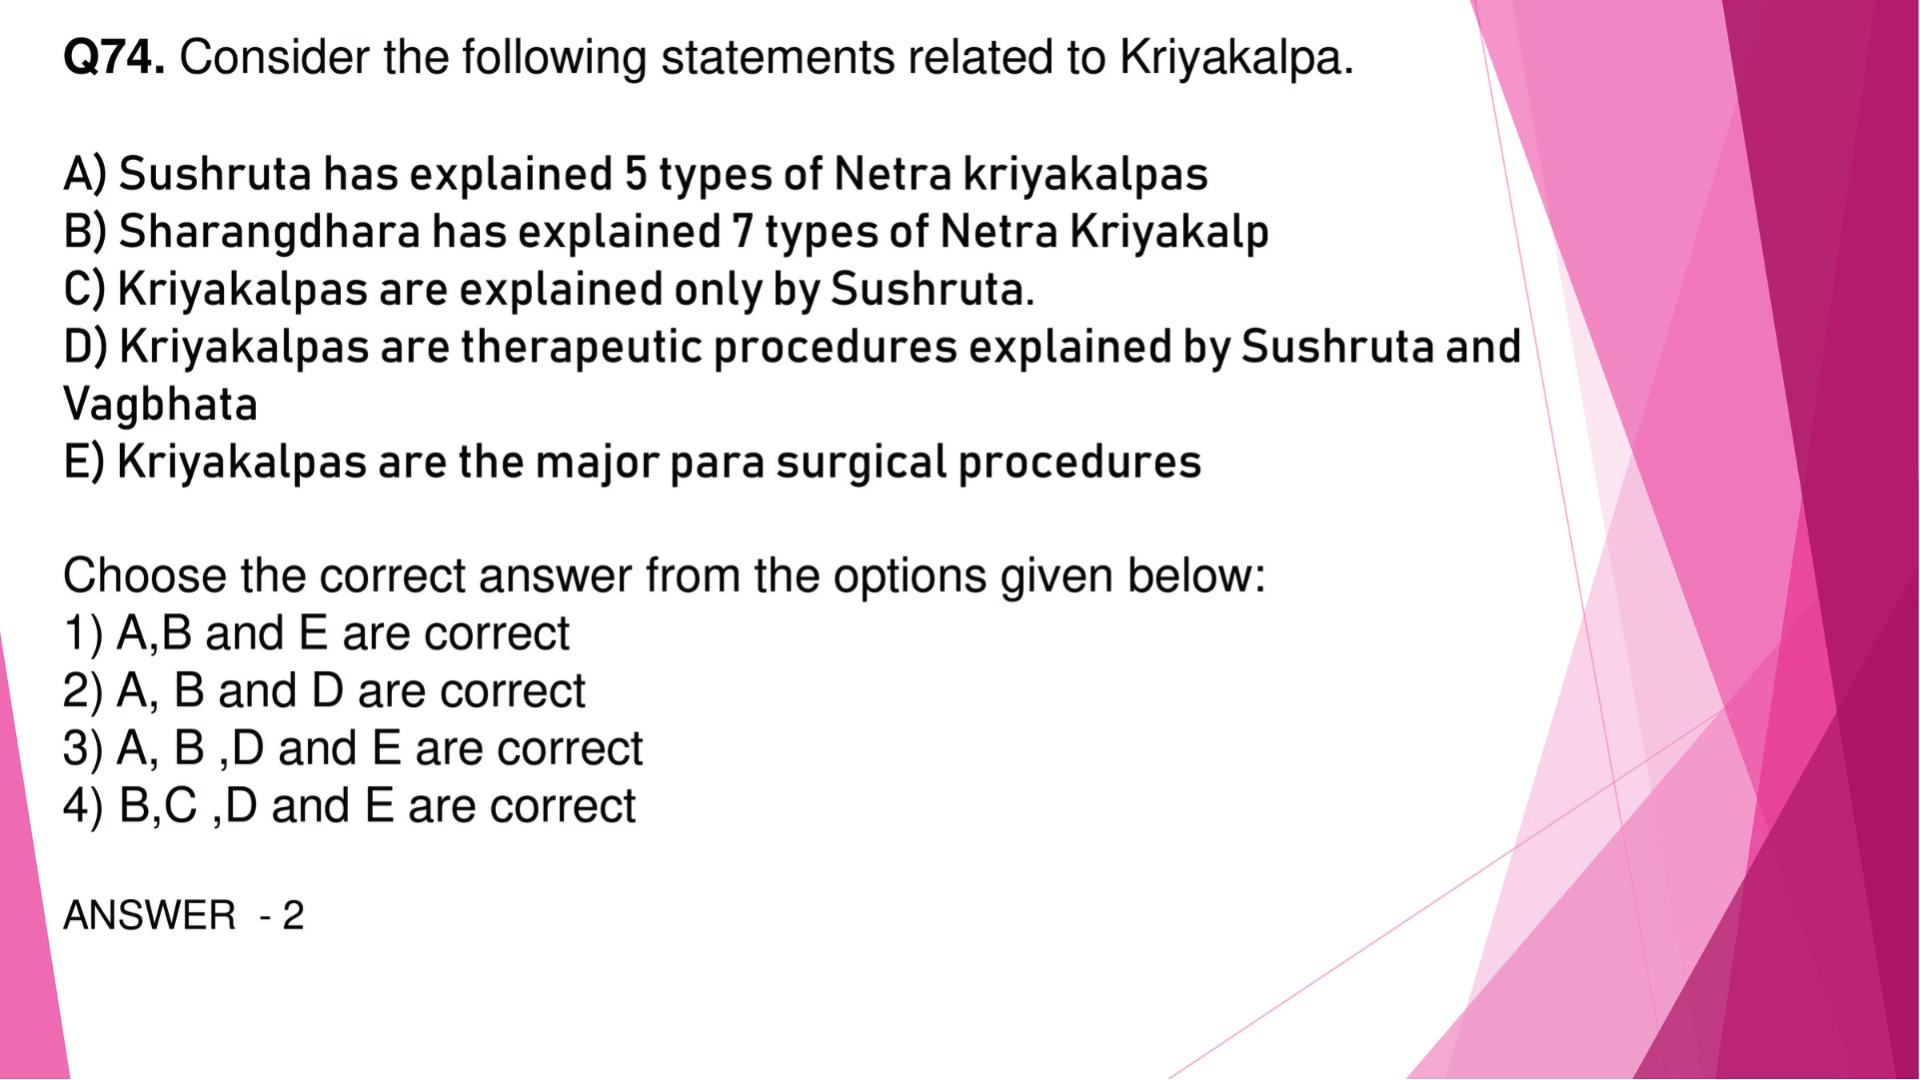 Q74. Consider the following statements related to Kriyakalpa.
A) Sushruta has explained 5 types of Netra kriyakalpas
B) Sharangdhara has explained 7 types of Netra Kriyakalp
C) Kriyakalpas are explained only by Sushruta.
D) Kriyakalpas are therapeutic procedures explained by Sushruta and
Vagbhata
E) Kriyakalpas are the major para surgical procedures
Choose the correct answer from the options given below:
1) A,B and E are correct
2) A, B and D are correct
3) A, B ,D and E are correct
4) B,C ,D and E are correct
ANSWER - 2